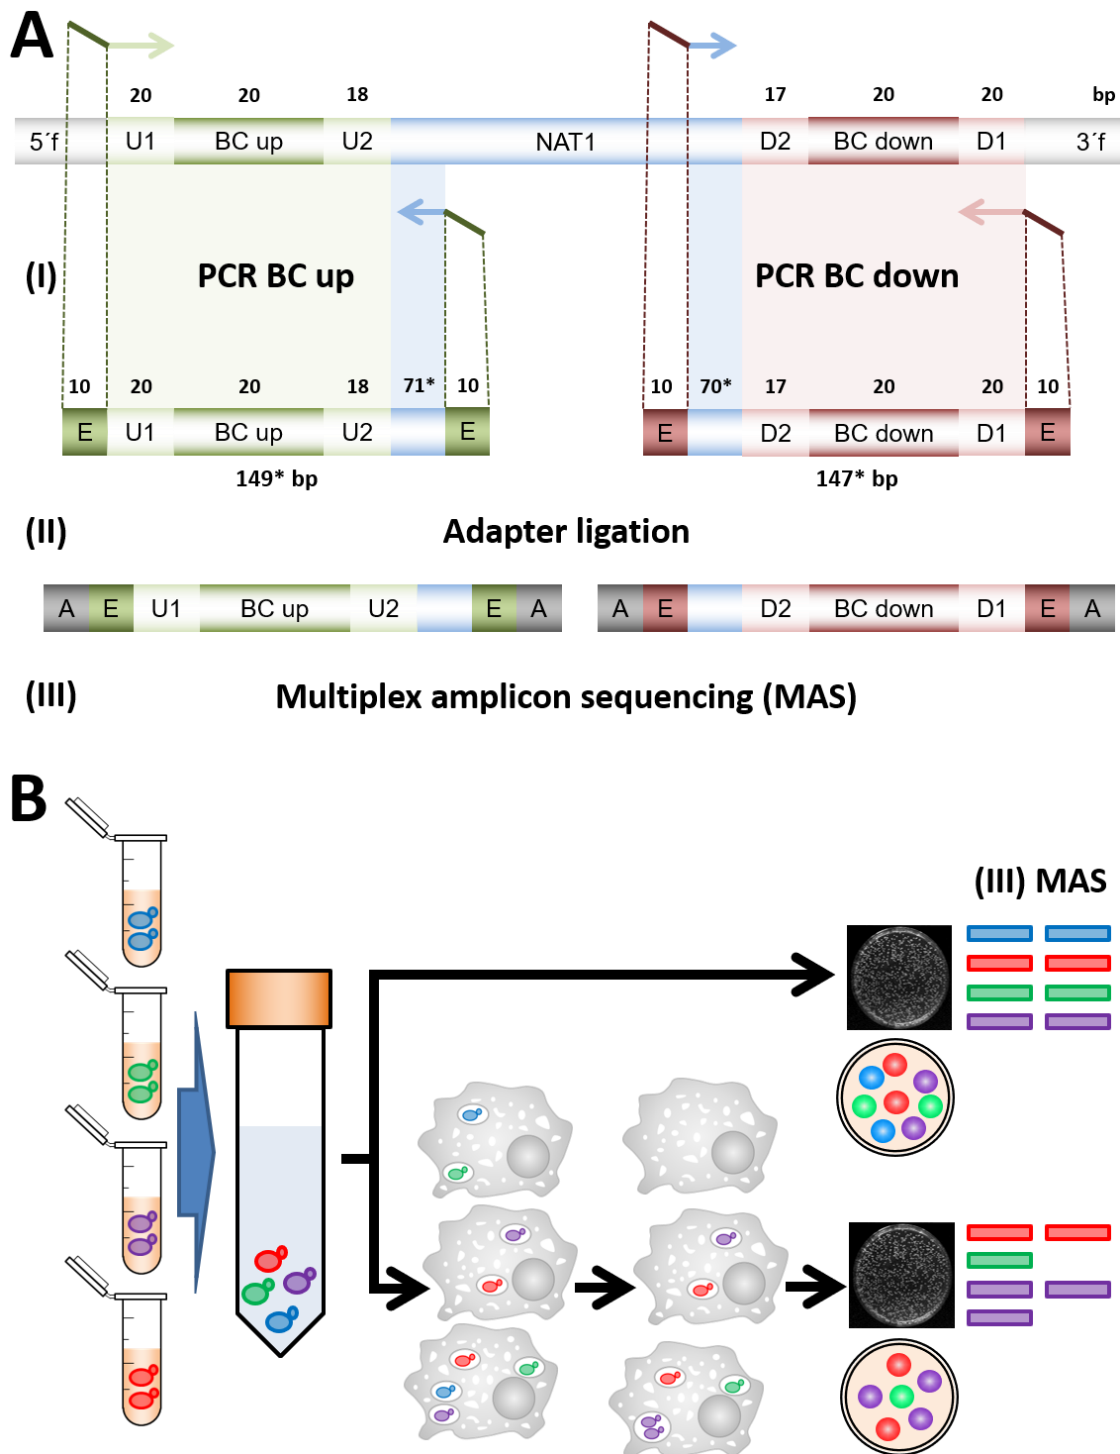 A
20 20 18 17 20 20 bp
5´f U1 BC up U2 NAT1 D2 BC down D1 3´f
(I) PCR BC up PCR BC down
10 20 20 18 71* 10 10 70* 17 20 20 10
E U1 BC up U2 E E D2 BC down D1 E
149* bp 147* bp
(II) Adapter ligation
A E U1 BC up U2 E A A E D2 BC down D1 E A
(III) Multiplex amplicon sequencing (MAS)
B
(III) MAS